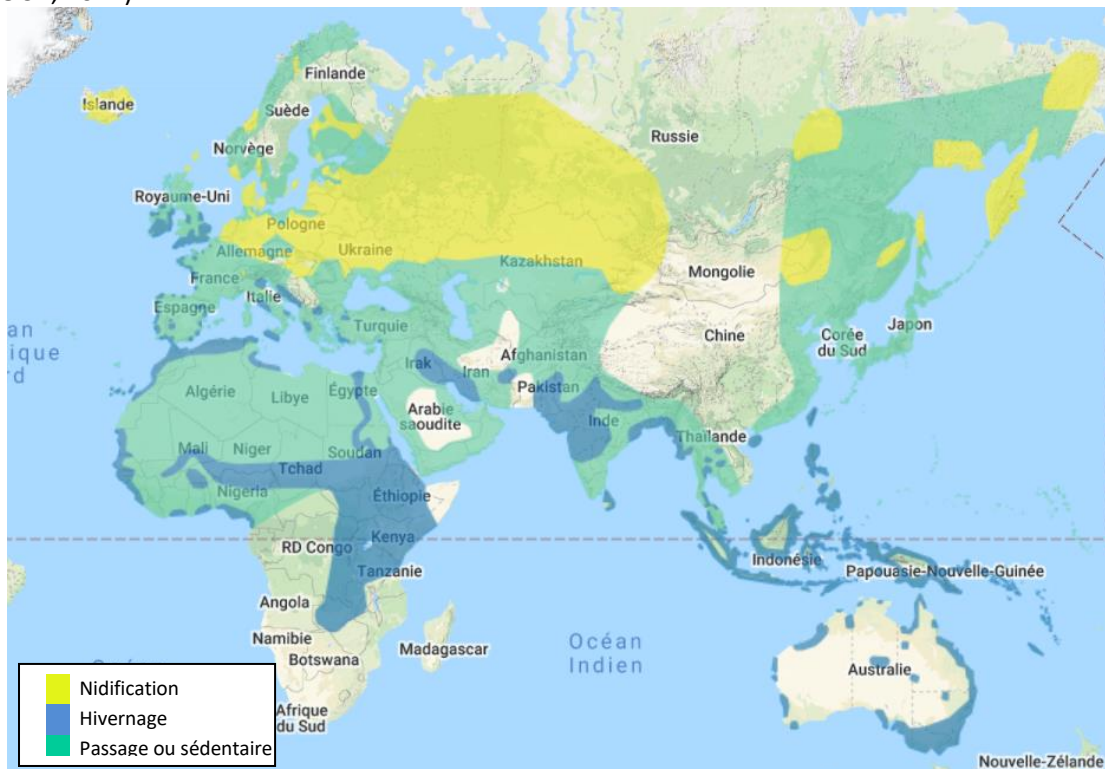 Islande
Finlande
Suède
Norvège
Russie
Royaume-Uni
Pologne
Allemagne
Ukraine
France
Kazakhstan
Mongolie
Italie
Espagne
Turquie
Chine
Corée
du Sud
Japon
Afghanistan
Irak
Iran
Algérie
Libye
Égypte
Pakistan
Arabie
saoudite
Inde
Mali
Niger
Soudan
Thaïlande
Tchad
Nigeria
Éthiopie
RD Congo
Kenya
Indonésie
Tanzanie
Papouasie-Nouvelle-Guinée
Angola
Océan
Indien
Namibie
Madagascar
Botswana
Australie
Afrique
du Sud
Nouvelle-Zélande
Nidification
Hivernage
Passage ou sédentaire